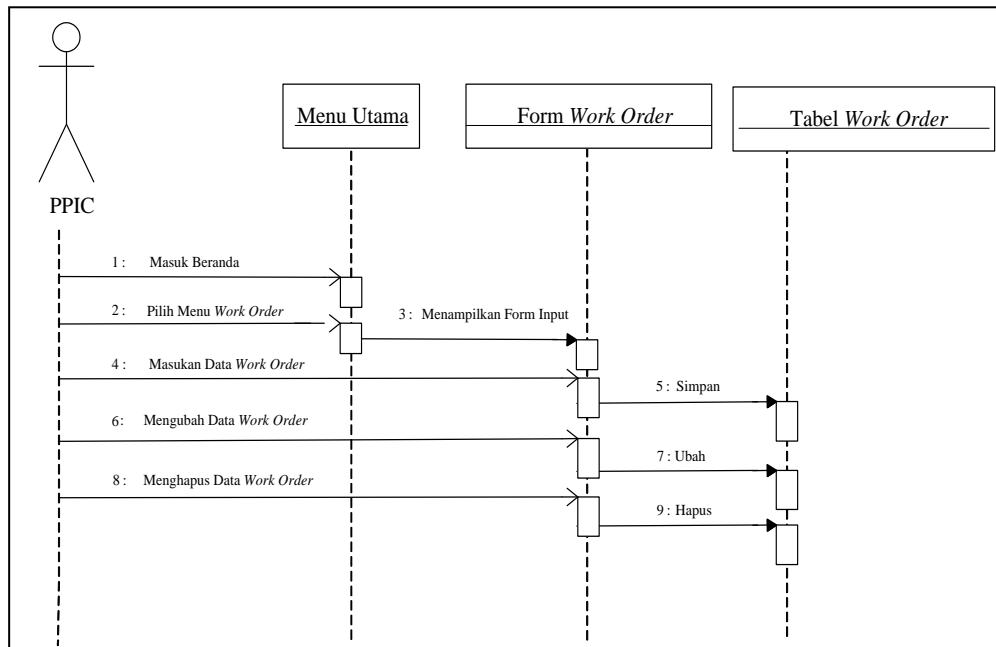 Menu Utama
Form Work Order
Tabel Work Order
PPIC
1 : Masuk Beranda
2 : Pilih Menu Work Order
3 : Menampilkan Form Input
4 : Masukan Data Work Order
5 : Simpan
6: Mengubah Data Work Order
7 : Ubah
8 : Menghapus Data Work Order
9 : Hapus